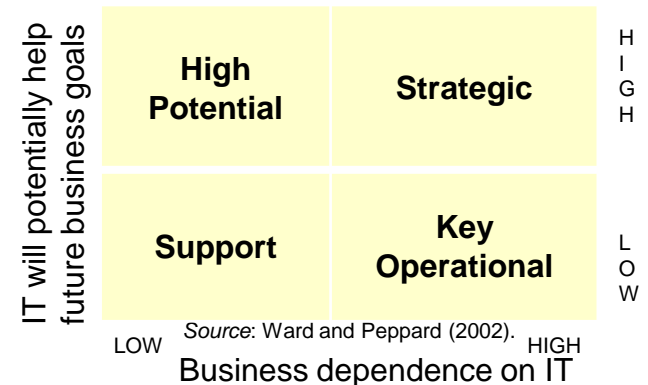 IT will potentially help
future business goals
High
Potential
Strategic
H
I
G
H
Support
Key
Operational
L
O
W
LOW
Source: Ward and Peppard (2002).
HIGH
Business dependence on IT